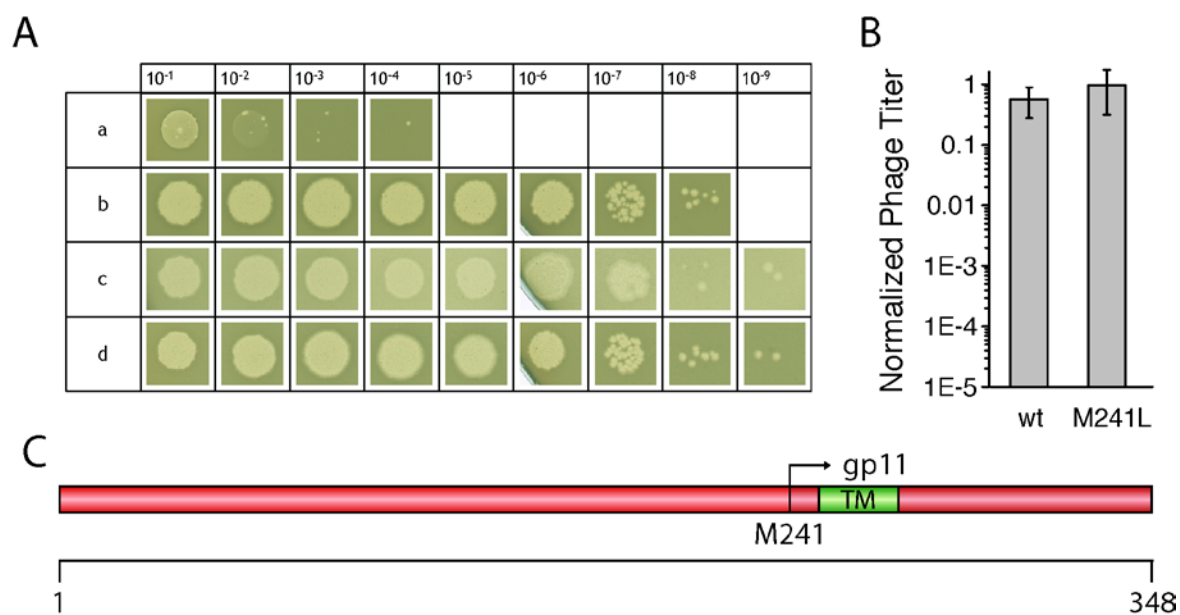 A
B
10-1 10-2 10-3 10-4 10-5 10-6 10-7 10-8 10-9
a
b
c
d
Normalized Phage Titer
1
0.1
0.01
1E-3
1E-4
1E-5
wt M241L
C
gp11
TM
M241
1 348